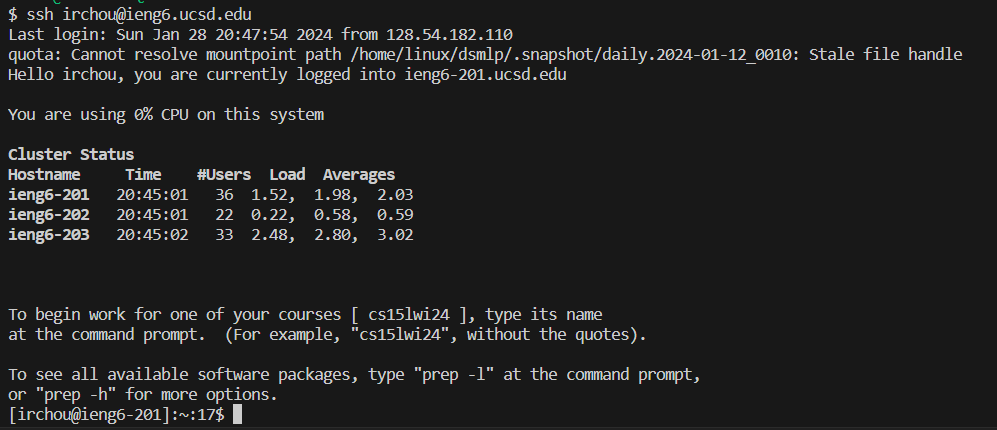 $ ssh irchou@ieng6.ucsd.edu
Last login: Sun Jan 28 20:47:54 2024 from 128.54.182.110
quota: Cannot resolve mountpoint path /home/linux/dsmlp/.snapshot/daily.2024-01-12_0010: Stale file handle
Hello irchou, you are currently logged into ieng6-201.ucsd.edu
You are using 0% CPU on this system
Cluster Status
Hostname     Time    #Users  Load  Averages
ieng6-201   20:45:01   36  1.52,  1.98,  2.03
ieng6-202   20:45:01   22  0.22,  0.58,  0.59
ieng6-203   20:45:02   33  2.48,  2.80,  3.02
To begin work for one of your courses [ cs15lwi24 ], type its name
at the command prompt.  (For example, "cs15lwi24", without the quotes).
To see all available software packages, type "prep -l" at the command prompt,
or "prep -h" for more options.
[irchou@ieng6-201]:~:17$